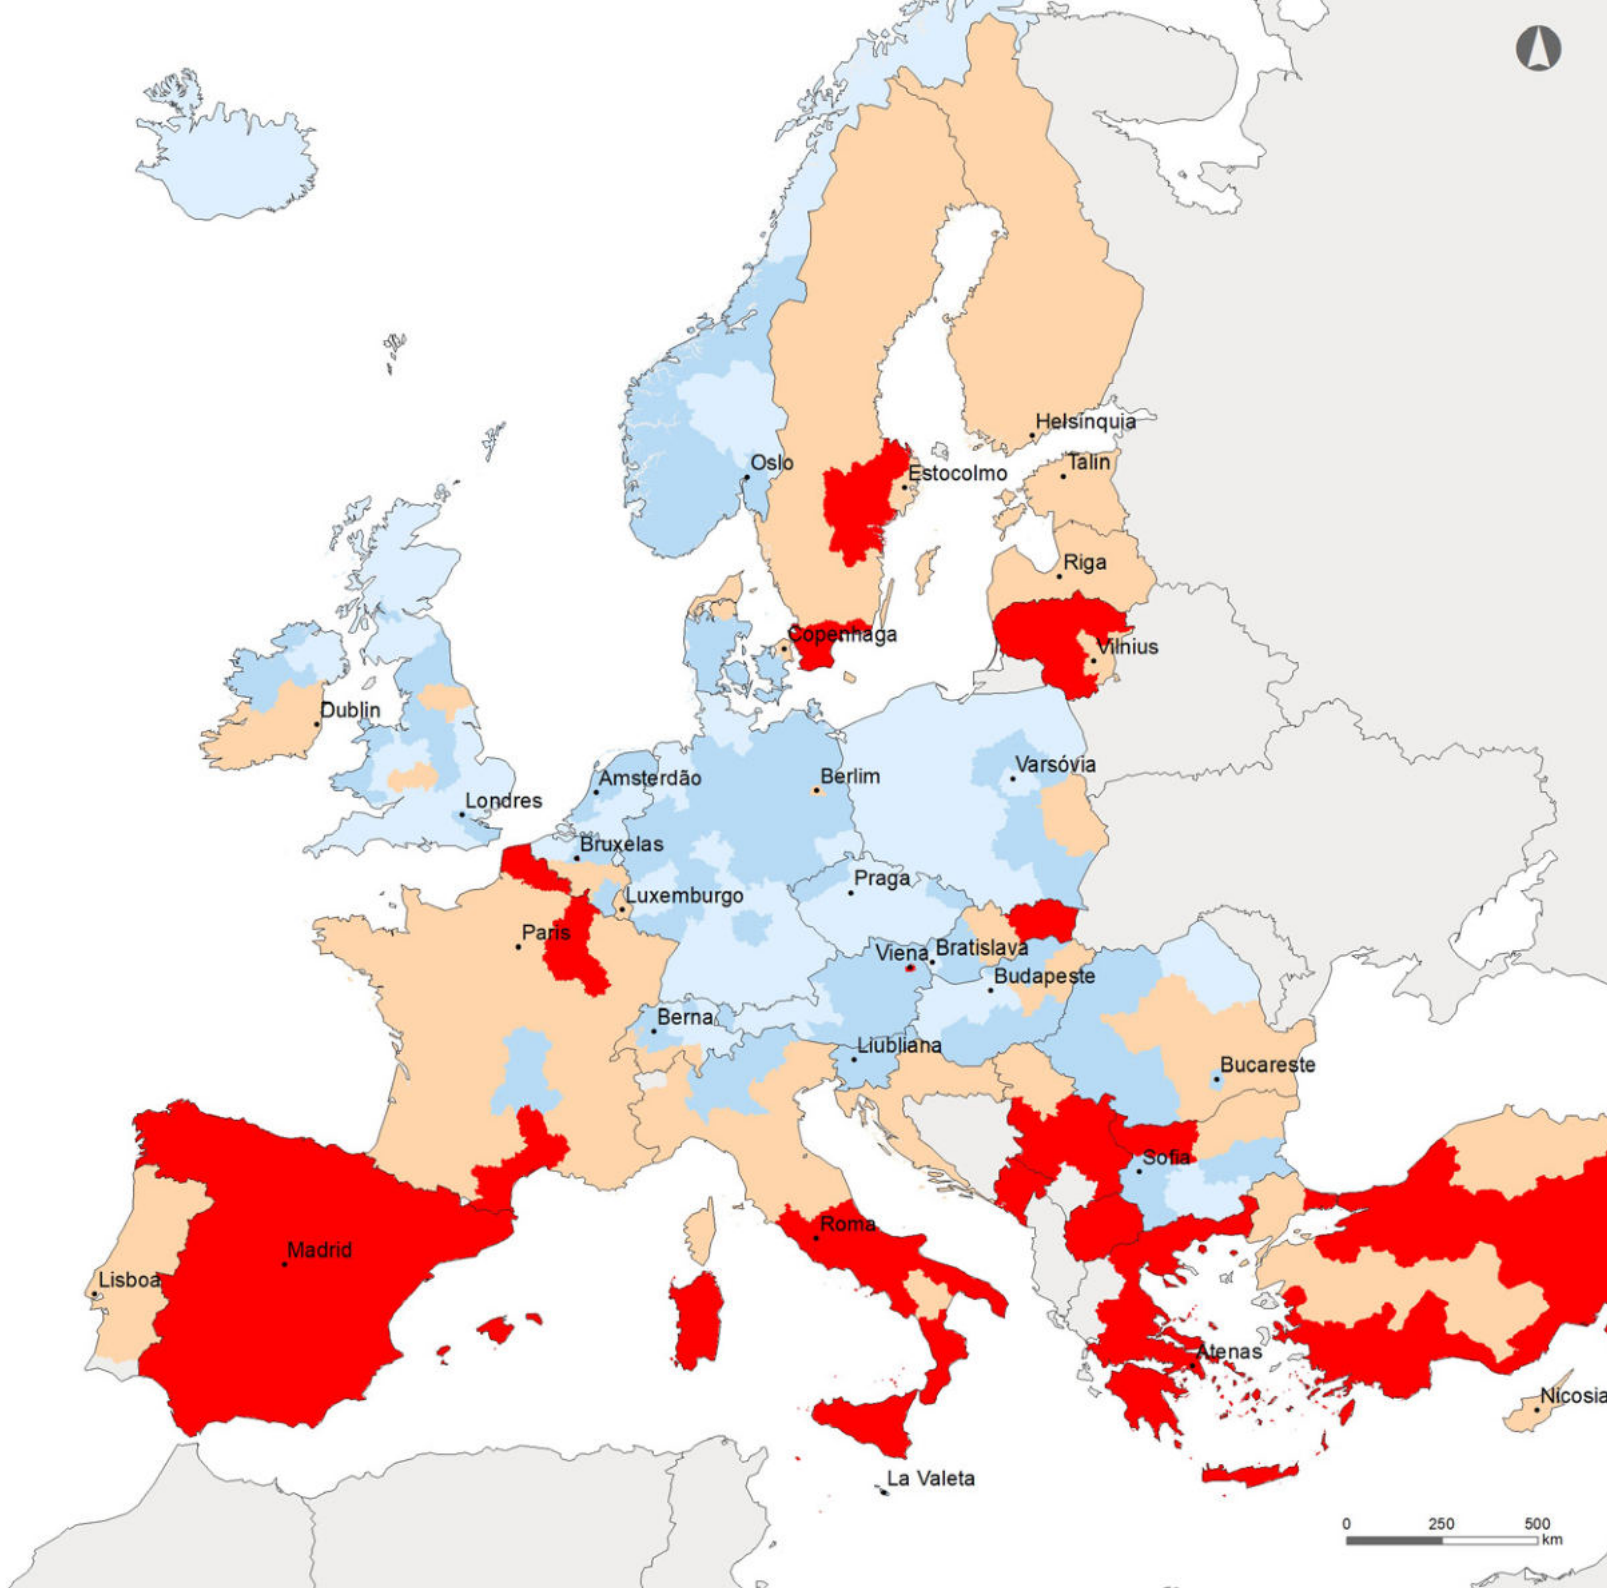 Helsínquia
Talin
Oslo
Estocolmo
Riga
Copenhaga
Vilnius
Dublin
Varsóvia
Amsterdão
Berlim
Londres
Bruxelas
Praga
Luxemburgo
Paris
Viena
Bratislava
Budapeste
Berna
Liubliana
Bucareste
Sofia
Roma
Madrid
Lisboa
Atenas
Nicosia
La Valeta
0 250 500
km